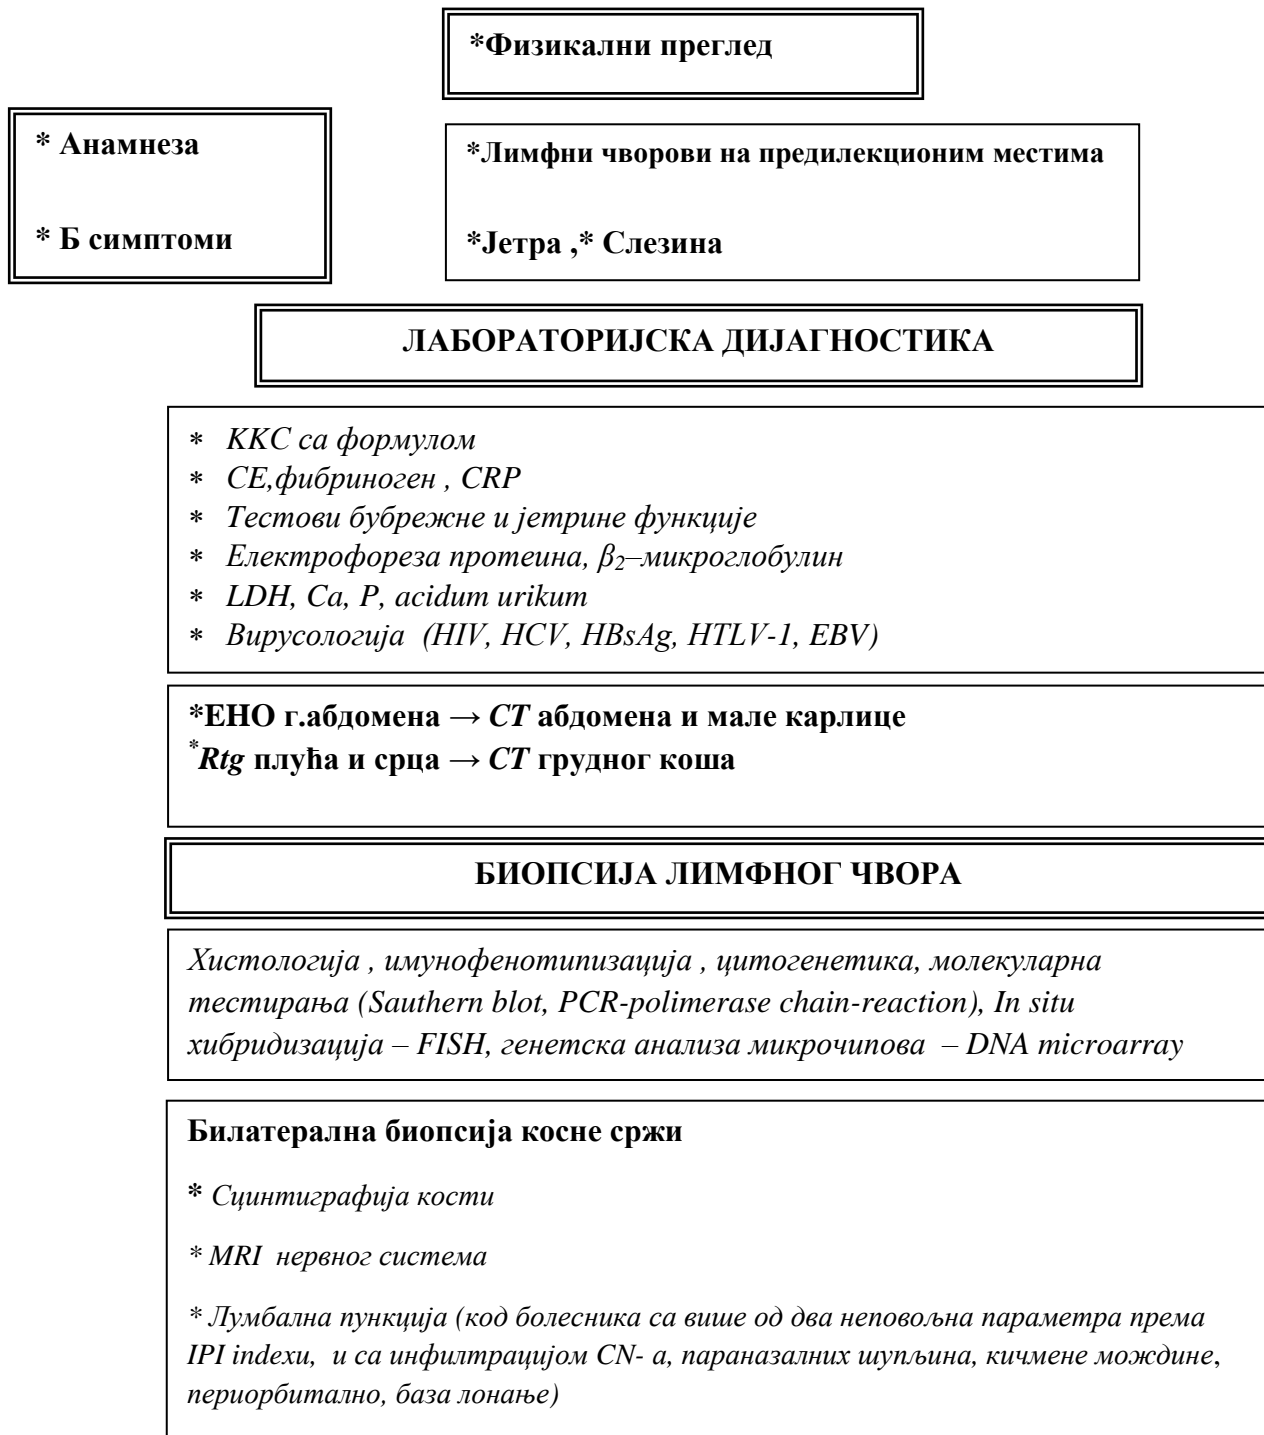 *Физикални преглед
* Анамнеза
* Б симптоми
*Лимфни чворови на предилекционим местима
*Јетра ,* Слезина
ЛАБОРАТОРИЈСКА ДИЈАГНОСТИКА
* KKC са формулом
* СЕ,фибриноген , CRP
* Тестови бубрежне и јетрине функције
* Електрофореза протеина, β₂–микроглобулин
* LDH, Ca, P, acidum urikum
* Вирусологија (HIV, HCV, HBsAg, HTLV-1, EBV)
*ЕНО г.абдомена → CT абдомена и мале карлице
*Rtg плућа и срца → CT грудног коша
БИОПСИЈА ЛИМФНОГ ЧВОРА
Хистологија , имунофенотипизација , цитогенетика, молекуларна
тестирања (Sauthern blot, PCR-polimerase chain-reaction), In situ
хибридизација – FISH, генетска анализа микрочипова – DNA microarray
Билатерална биопсија косне сржи
* Сцинтиграфија кости
* MRI нервног система
* Лумбална пункција (код болесника са више од два неповољна параметра према
IPI indexu, и са инфилтрацијом CN- а, параназалних шупљина, кичмене мождине,
периорбитално, база лонање)